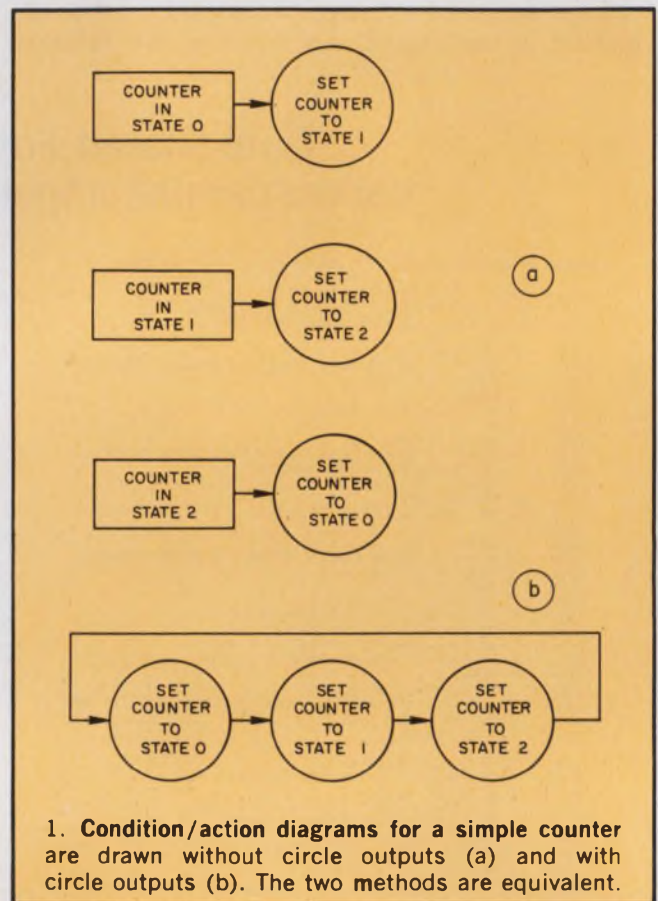 COUNTER
IN
STATE 0
SET
COUNTER
TO
STATE 1
COUNTER
IN
STATE 1
SET
COUNTER
TO
STATE 2
a
COUNTER
IN
STATE 2
SET
COUNTER
TO
STATE 0
b
SET
COUNTER
TO
STATE 0
SET
COUNTER
TO
STATE 1
SET
COUNTER
TO
STATE 2
1. Condition/action diagrams for a simple counter
are drawn without circle outputs (a) and with
circle outputs (b). The two methods are equivalent.